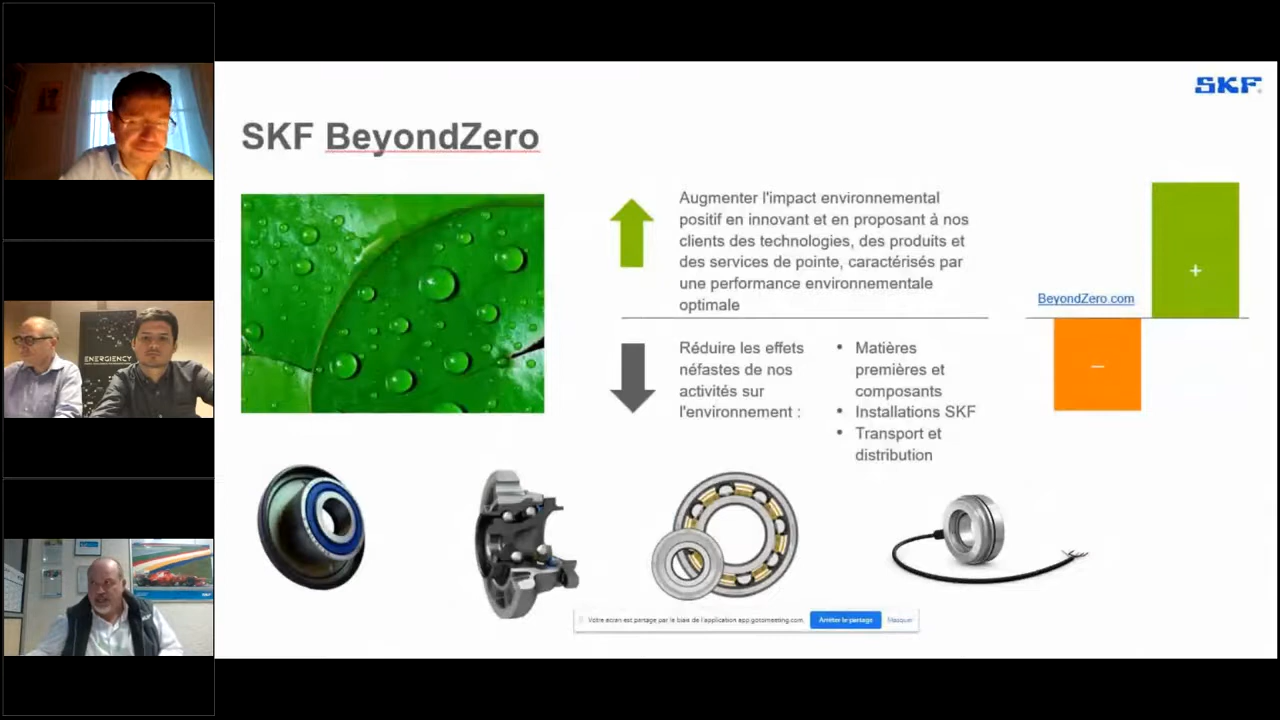 SKF
SKF BeyondZero
Augmenter l'impact environnemental
positif en innovant et en proposant à nos
clients des technologies, des produits et
des services de pointe, caractérisés par
une performance environnementale
optimale
BeyondZero.com
+
–
Réduire les effets
néfastes de nos
activités sur
l'environnement :
• Matières
premières et
composants
• Installations SKF
• Transport et
distribution
ENERGIENCY
Votre écran est partagé par le biais de l'application app.gotomeeting.com.
Arrêter le partage
Masquer